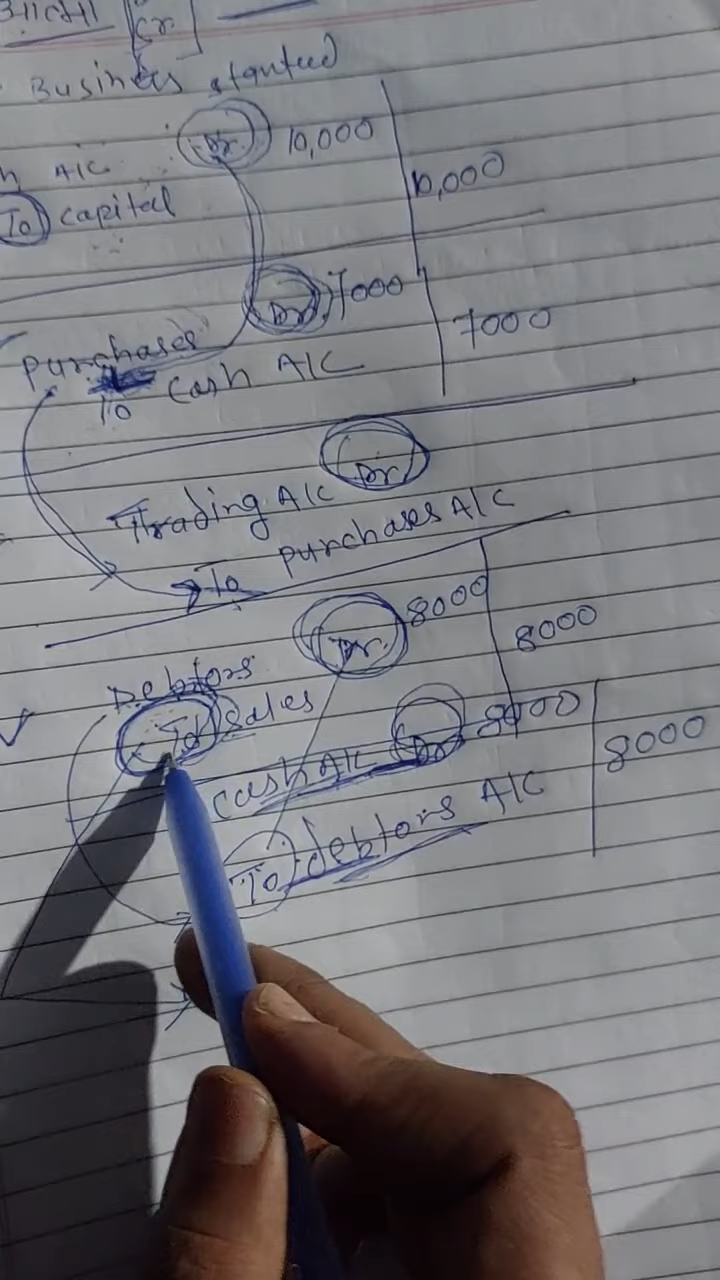 [cr]
Business started
A/C Dr. 10,000
To capital 10,000
Purchases Dr. 7000
To Cash A/C 7000
Trading A/C Dr.
To purchases A/C
Debtors Dr. 8000
To Sales 8000
cash A/C Dr. 8000
To debtors A/C 8000